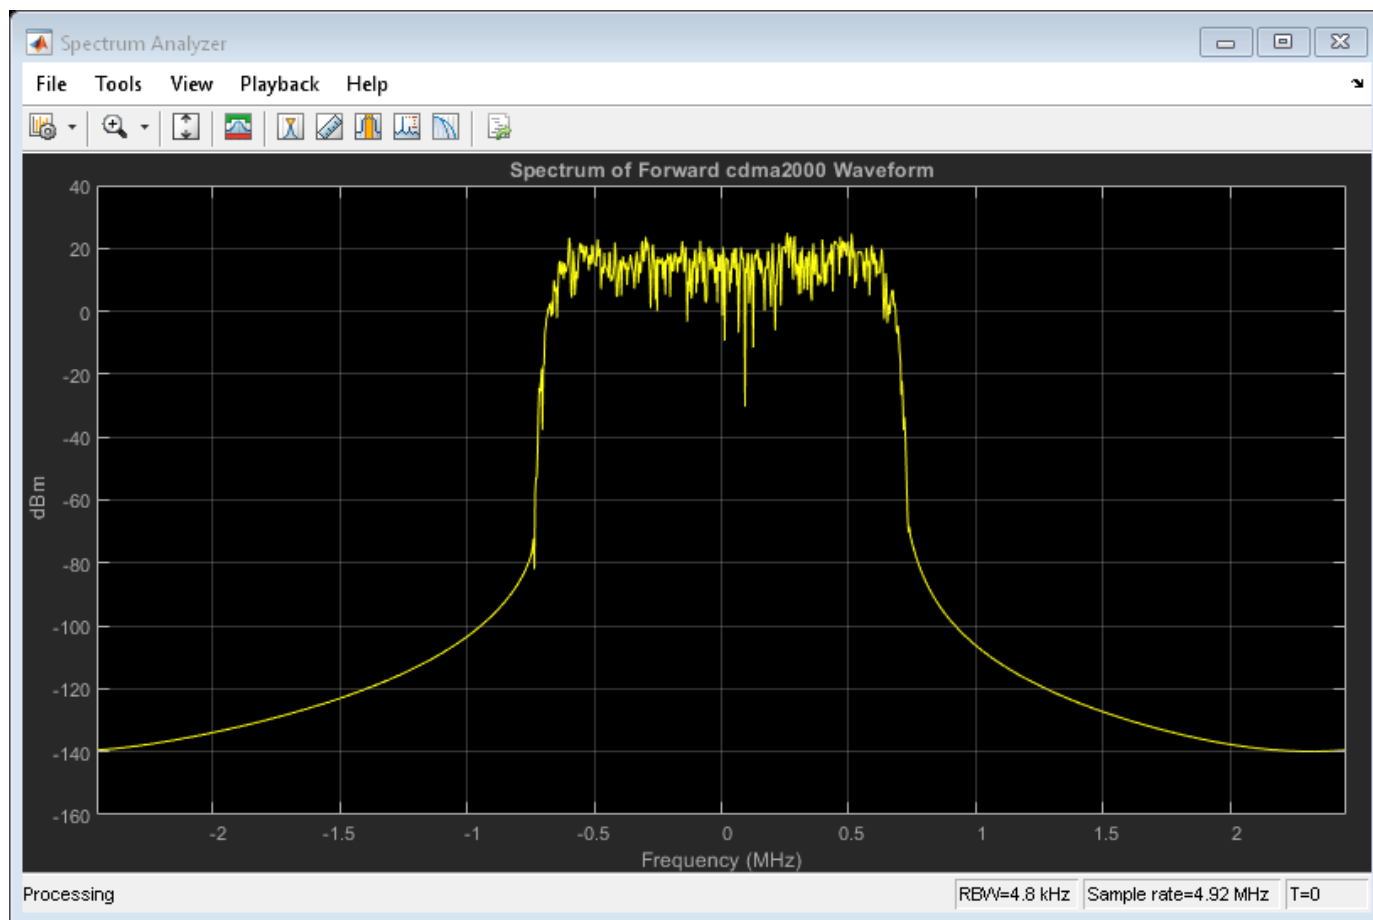 Spectrum Analyzer
File Tools View Playback Help
Spectrum of Forward cdma2000 Waveform
40
20
0
-20
-40
-60
-80
-100
-120
-140
-160
dBm
-2 -1.5 -1 -0.5 0 0.5 1 1.5 2
Frequency (MHz)
Processing RBW=4.8 kHz Sample rate=4.92 MHz T=0